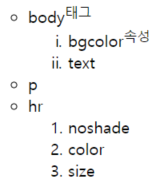 body태그
i. bgcolor속성
ii. text
p
hr
1. noshade
2. color
3. size